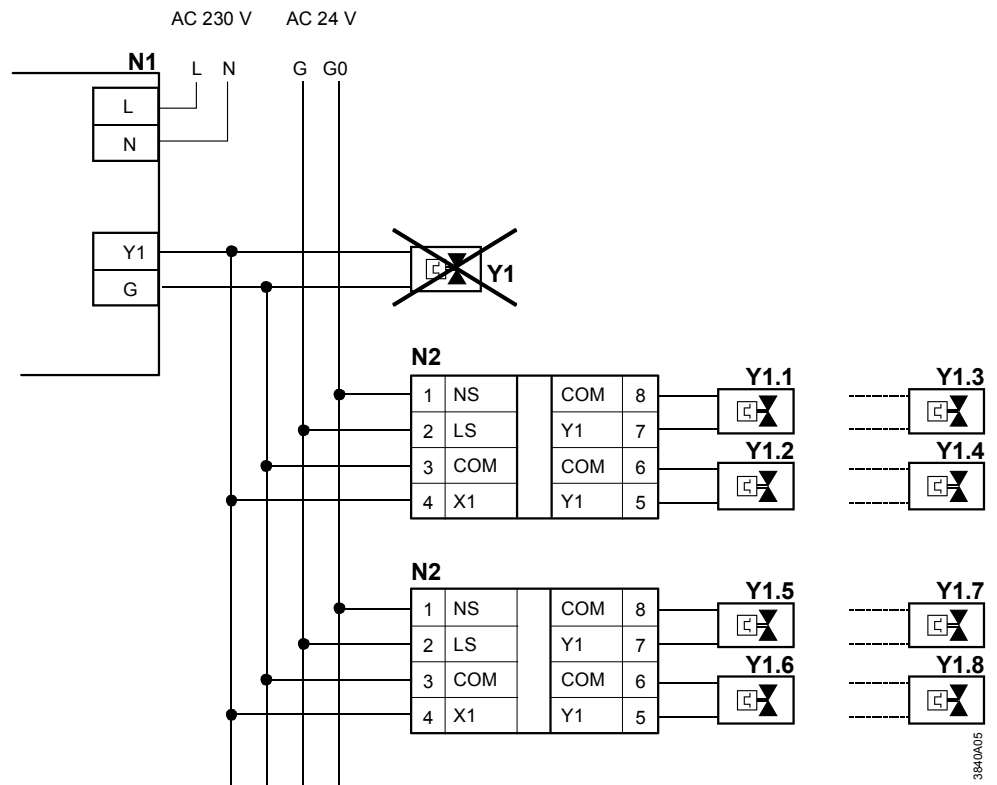 AC 230 V AC 24 V
N1 L N G G0
L
N
Y1
G
Y1
N2
1 NS COM 8
2 LS Y1 7
3 COM COM 6
4 X1 Y1 5
Y1.1 Y1.3
Y1.2 Y1.4
N2
1 NS COM 8
2 LS Y1 7
3 COM COM 6
4 X1 Y1 5
Y1.5 Y1.7
Y1.6 Y1.8
3840A05